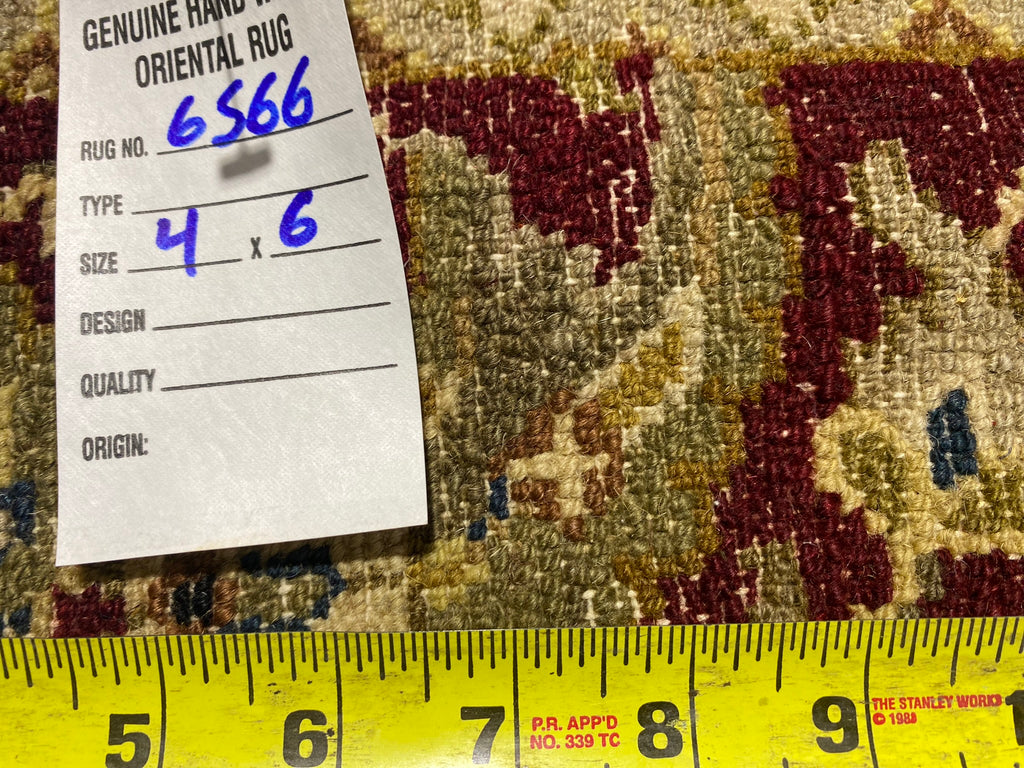 GENUINE HAND
ORIENTAL RUG
RUG NO. 6566
TYPE
SIZE 4 x 6
DESIGN
QUALITY
ORIGIN:
5 6 7 8 9
P.R. APP'D
NO. 339 TC
THE STANLEY WORKS
© 1988